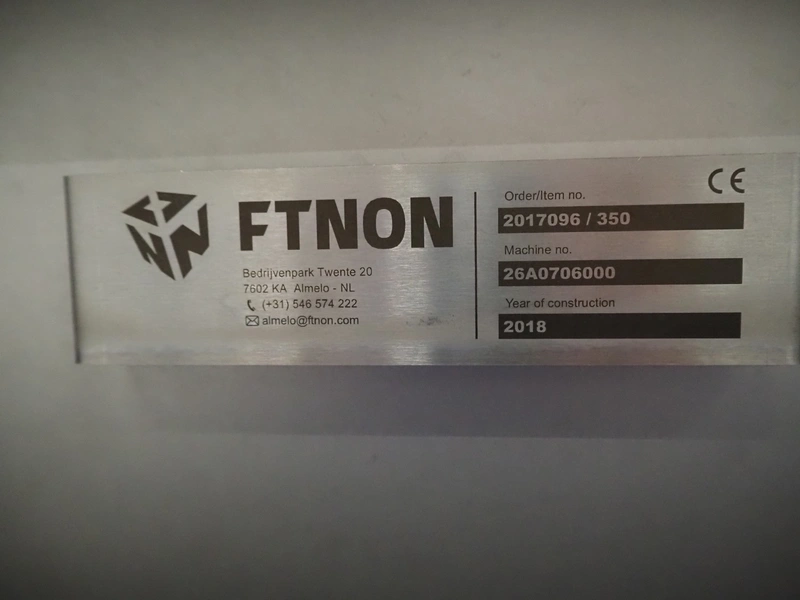 FTNON
Bedrijvenpark Twente 20
7602 KA Almelo - NL
(+31) 546 574 222
almelo@ftnon.com
CE
Order/Item no.
2017096 / 350
Machine no.
26A0706000
Year of construction
2018